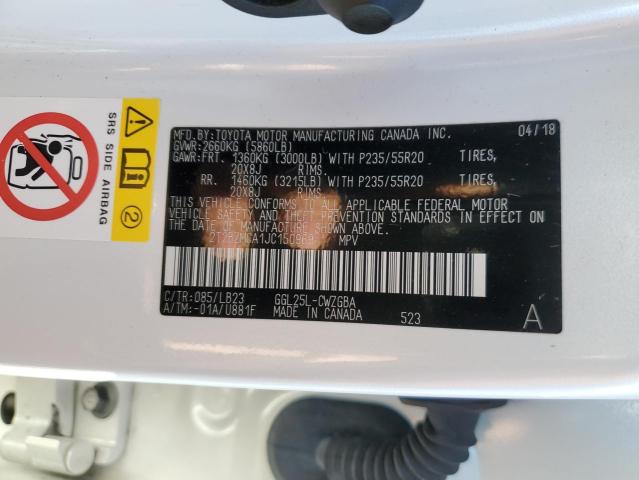 SRS SIDE AIRBAG
2
MFD.BY:TOYOTA MOTOR MANUFACTURING CANADA INC. 04/18
GVWR:2660KG (5860LB)
GAWR:FRT. 1360KG (3000LB) WITH P235/55R20 TIRES,
20X8J RIMS.
RR. 1460KG (3215LB) WITH P235/55R20 TIRES,
20X8J RIMS.
THIS VEHICLE CONFORMS TO ALL APPLICABLE FEDERAL MOTOR
VEHICLE SAFETY AND THEFT PREVENTION STANDARDS IN EFFECT
ON THE DATE OF MANUFACTURE SHOWN ABOVE.
MPV
C/TR:085/LB23 GGL25L-CWZGBA
A/TM:-01A/U881F MADE IN CANADA 523 A